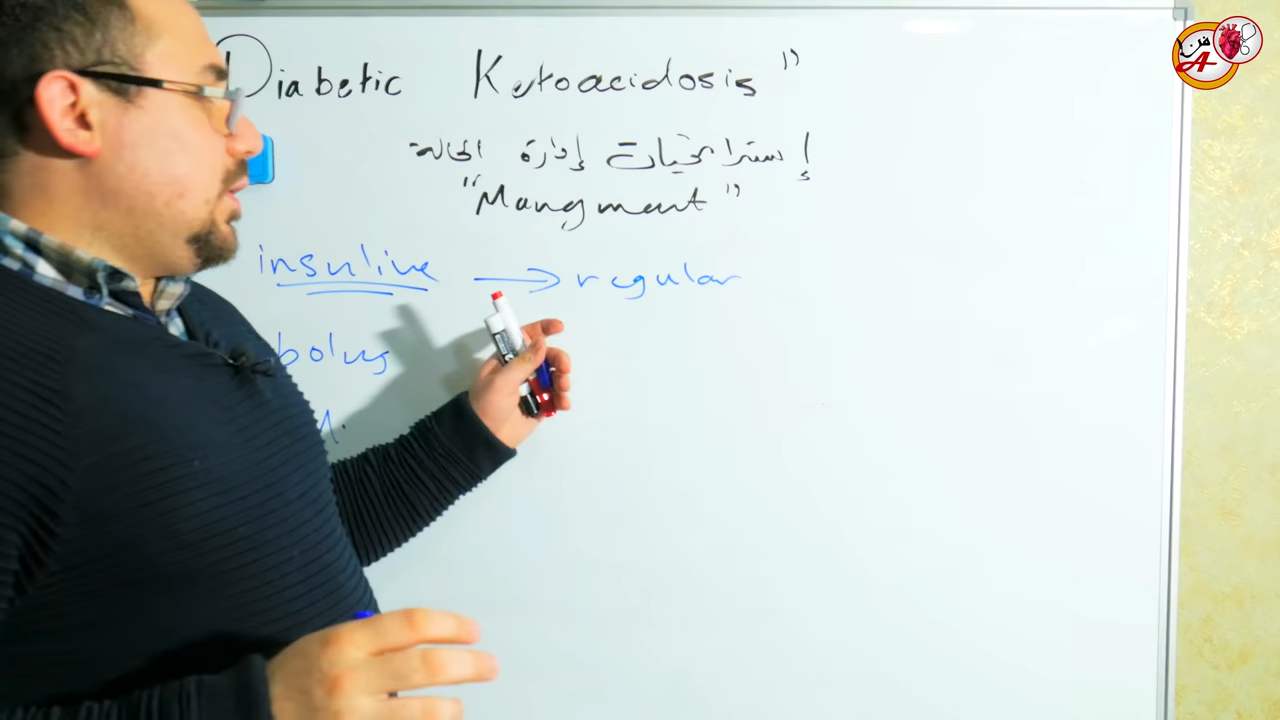 Diabetic Ketoacidosis "
إستراتيجيات إدارة الحالة
"Mangment"
insuline → regular
bolus